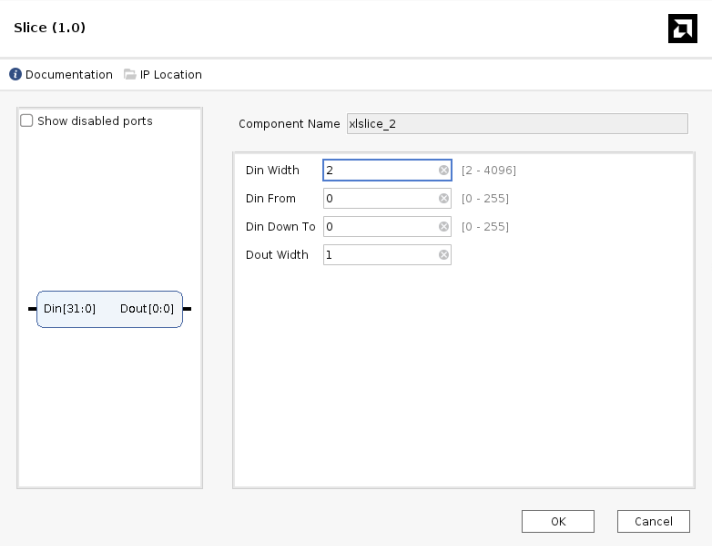 Slice (1.0)
Documentation IP Location
Show disabled ports
Component Name xlslice_2
Din Width 2 [2 - 4096]
Din From 0 [0 - 255]
Din Down To 0 [0 - 255]
Dout Width 1
Din[31:0] Dout[0:0]
OK Cancel